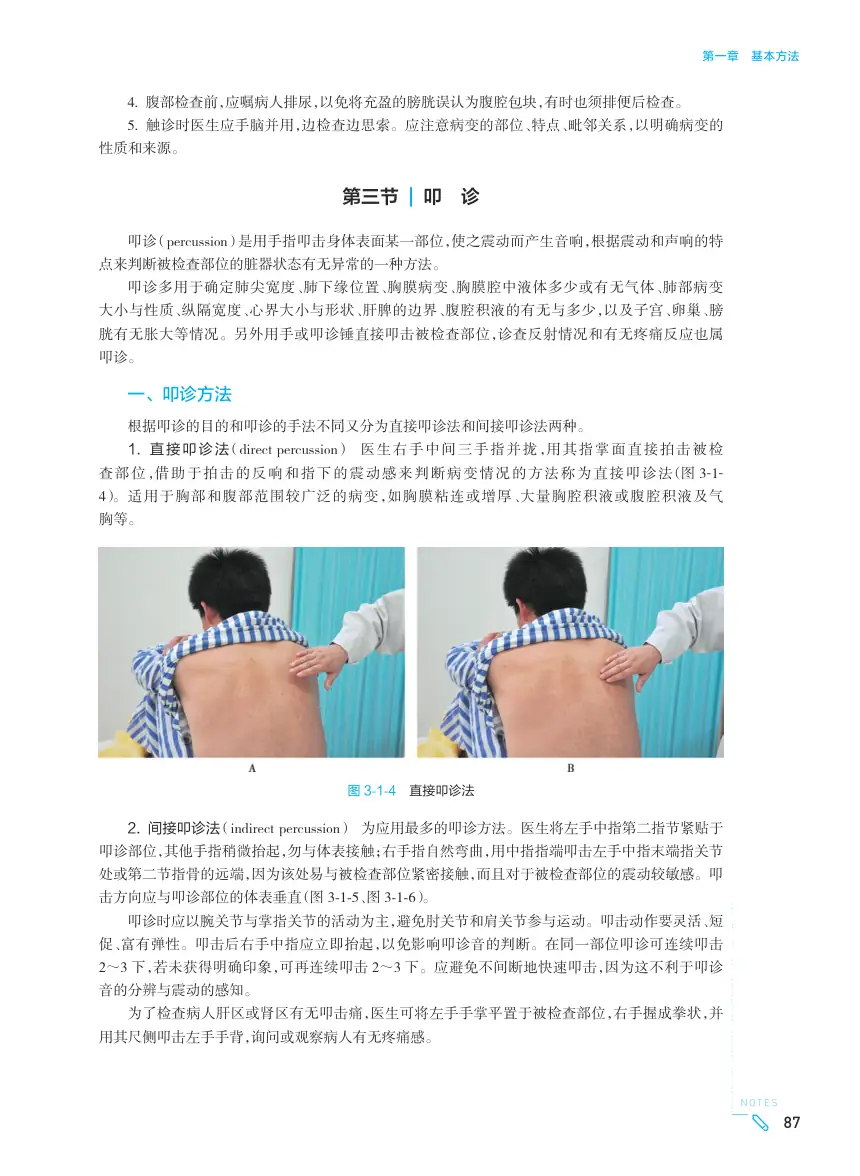 第一章 基本方法
4. 腹部检查前,应嘱病人排尿,以免将充盈的膀胱误认为腹腔包块,有时也须排便后检查。
5. 触诊时医生应手脑并用,边检查边思索。应注意病变的部位、特点、毗邻关系,以明确病变的
性质和来源。
第三节 | 叩 诊
叩诊(percussion)是用手指叩击身体表面某一部位,使之震动而产生音响,根据震动和声响的特
点来判断被检查部位的脏器状态有无异常的一种方法。
叩诊多用于确定肺尖宽度、肺下缘位置、胸膜病变、胸膜腔中液体多少或有无气体、肺部病变
大小与性质、纵隔宽度、心界大小与形状、肝脾的边界、腹腔积液的有无与多少,以及子宫、卵巢、膀
胱有无胀大等情况。另外用手或叩诊锤直接叩击被检查部位,诊查反射情况和有无疼痛反应也属
叩诊。
一、叩诊方法
根据叩诊的目的和叩诊的手法不同又分为直接叩诊法和间接叩诊法两种。
1. 直接叩诊法(direct percussion) 医生右手中间三手指并拢,用其指掌面直接拍击被检
查部位,借助于拍击的反响和指下的震动感来判断病变情况的方法称为直接叩诊法(图 3-1-
4)。适用于胸部和腹部范围较广泛的病变,如胸膜粘连或增厚、大量胸腔积液或腹腔积液及气
胸等。
A
B
图 3-1-4 直接叩诊法
2. 间接叩诊法(indirect percussion) 为应用最多的叩诊方法。医生将左手中指第二指节紧贴于
叩诊部位,其他手指稍微抬起,勿与体表接触;右手指自然弯曲,用中指指端叩击左手中指末端指关节
处或第二节指骨的远端,因为该处易与被检查部位紧密接触,而且对于被检查部位的震动较敏感。叩
击方向应与叩诊部位的体表垂直(图 3-1-5、图 3-1-6)。
叩诊时应以腕关节与掌指关节的活动为主,避免肘关节和肩关节参与运动。叩击动作要灵活、短
促、富有弹性。叩击后右手中指应立即抬起,以免影响叩诊音的判断。在同一部位叩诊可连续叩击
2～3 下,若未获得明确印象,可再连续叩击 2～3 下。应避免不间断地快速叩击,因为这不利于叩诊
音的分辨与震动的感知。
为了检查病人肝区或肾区有无叩击痛,医生可将左手手掌平置于被检查部位,右手握成拳状,并
用其尺侧叩击左手手背,询问或观察病人有无疼痛感。
NOTES
87